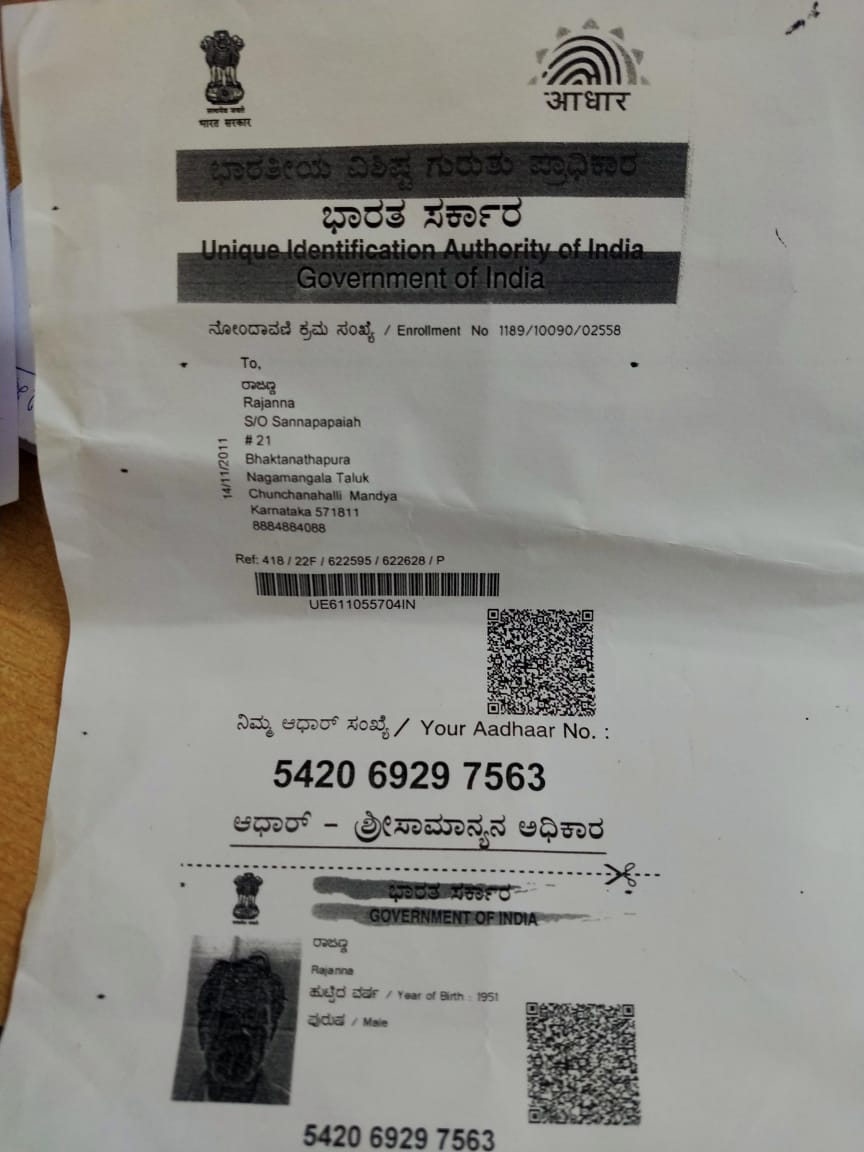 सत्यमेव जयते
भारत सरकार
आधार
ಭಾರತೀಯ ವಿಶಿಷ್ಟ ಗುರುತು ಪ್ರಾಧಿಕಾರ
ಭಾರತ ಸರ್ಕಾರ
Unique Identification Authority of India
Government of India
ನೋಂದಾವಣಿ ಕ್ರಮ ಸಂಖ್ಯೆ / Enrollment No 1189/10090/02558
To,
ರಾಜಣ್ಣ
Rajanna
S/O Sannapapaiah
# 21
Bhaktanathapura
Nagamangala Taluk
Chunchanahalli Mandya
Karnataka 571811
8884884088
14/11/2011
Ref: 418 / 22F / 622595 / 622628 / P
UE611055704IN
ನಿಮ್ಮ ಆಧಾರ್ ಸಂಖ್ಯೆ / Your Aadhaar No. :
5420 6929 7563
ಆಧಾರ್ – ಶ್ರೀಸಾಮಾನ್ಯನ ಅಧಿಕಾರ
ಭಾರತ ಸರ್ಕಾರ
GOVERNMENT OF INDIA
ರಾಜಣ್ಣ
Rajanna
ಹುಟ್ಟಿದ ವರ್ಷ / Year of Birth : 1951
ಪುರುಷ / Male
5420 6929 7563